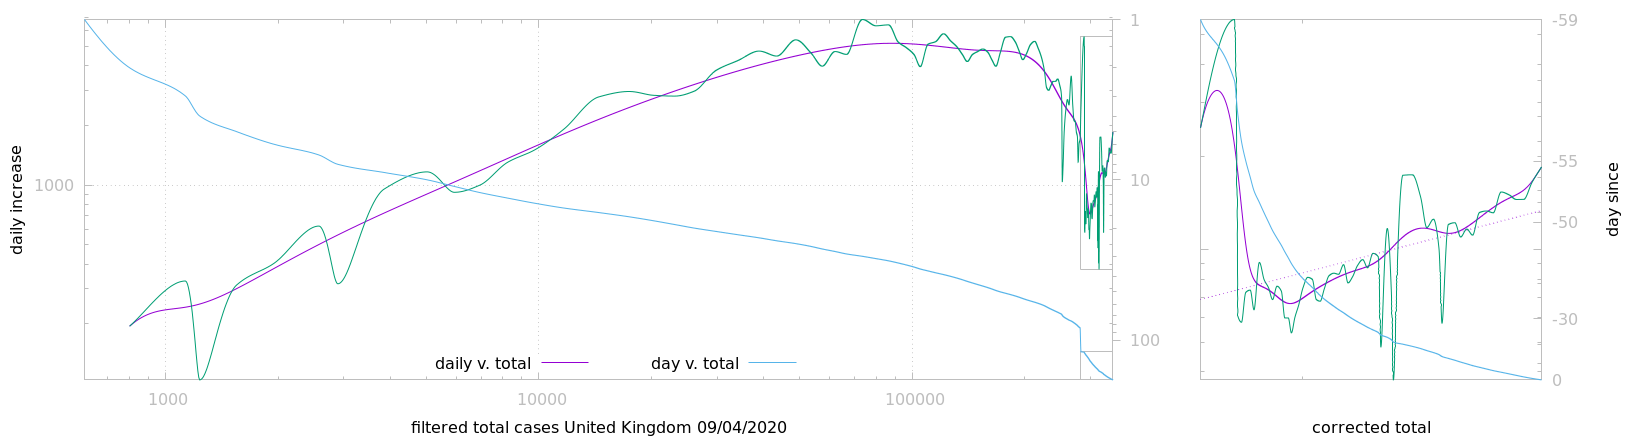 daily increase
1000
1
10
100
daily v. total
day v. total
1000
10000
100000
filtered total cases United Kingdom 09/04/2020
-59
-55
-50
-30
0
day since
corrected total